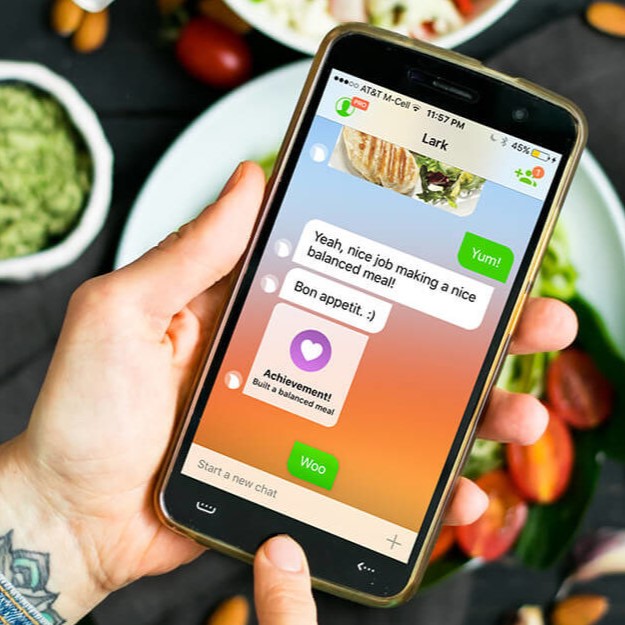 AT&T M-Cell 11:57 PM 45%
PRO
Lark
1
Yum!
Yeah, nice job making a nice
balanced meal!
Bon appetit. :)
Achievement!
Built a balanced meal
Woo
Start a new chat